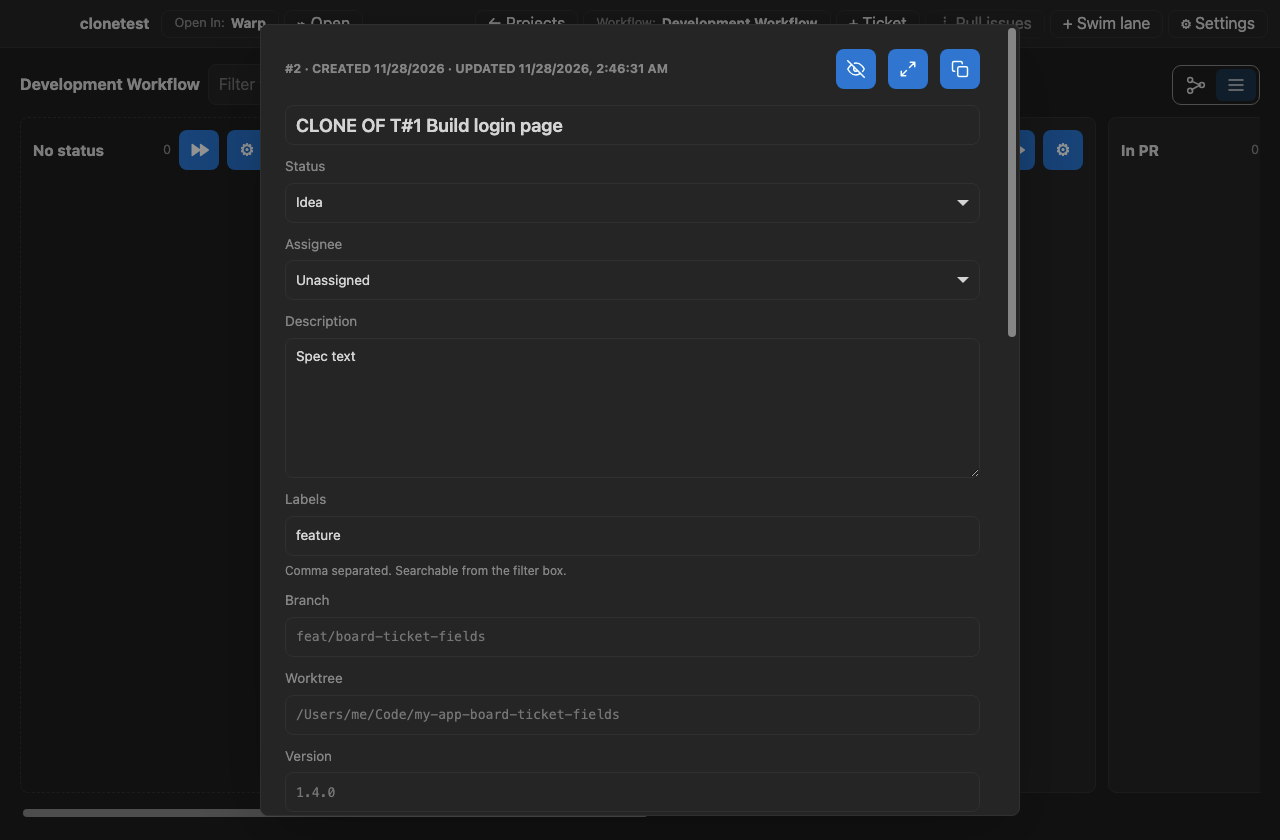 clonetest
Open In: Warp
Open
← Projects
Workflow: Development Workflow
+ Ticket
Pull issues
+ Swim lane
Settings
Development Workflow
Filter
No status
0
In PR
0
#2 · CREATED 11/28/2026 · UPDATED 11/28/2026, 2:46:31 AM
CLONE OF T#1 Build login page
Status
Idea
Assignee
Unassigned
Description
Spec text
Labels
feature
Comma separated. Searchable from the filter box.
Branch
feat/board-ticket-fields
Worktree
/Users/me/Code/my-app-board-ticket-fields
Version
1.4.0